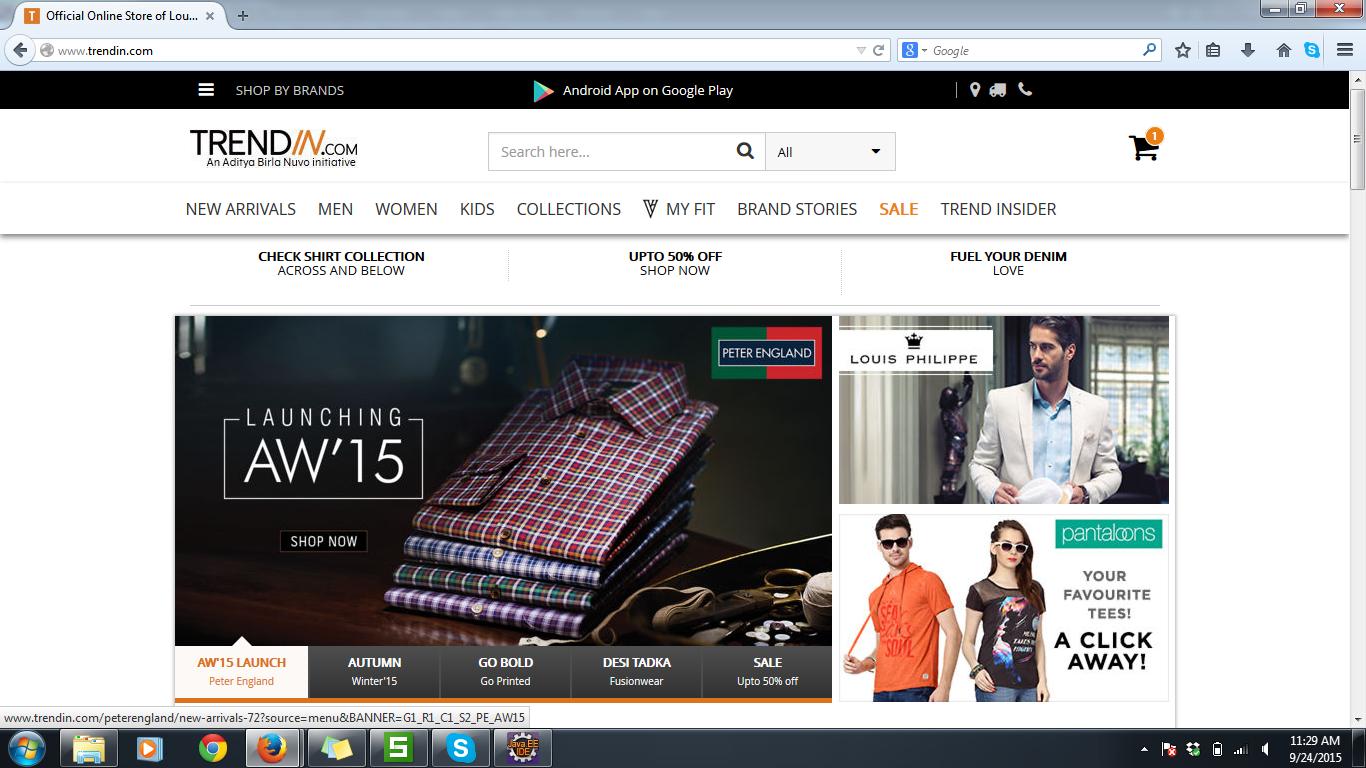 Official Online Store of Lou...
www.trendin.com
Google
SHOP BY BRANDS
Android App on Google Play
TRENDIN.COM
An Aditya Birla Nuvo initiative
Search here...
All
1
NEW ARRIVALS MEN WOMEN KIDS COLLECTIONS MY FIT BRAND STORIES SALE TREND INSIDER
CHECK SHIRT COLLECTION
ACROSS AND BELOW
UPTO 50% OFF
SHOP NOW
FUEL YOUR DENIM
LOVE
PETER ENGLAND
LAUNCHING
AW'15
SHOP NOW
LOUIS PHILIPPE
pantaloons
YOUR
FAVOURITE
TEES!
A CLICK
AWAY!
AW'15 LAUNCH
Peter England
AUTUMN
Winter'15
GO BOLD
Go Printed
DESI TADKA
Fusionwear
SALE
Upto 50% off
www.trendin.com/peterengland/new-arrivals-72?source=menu&BANNER=G1_R1_C1_S2_PE_AW15
Java EE
IDE
11:29 AM
9/24/2015